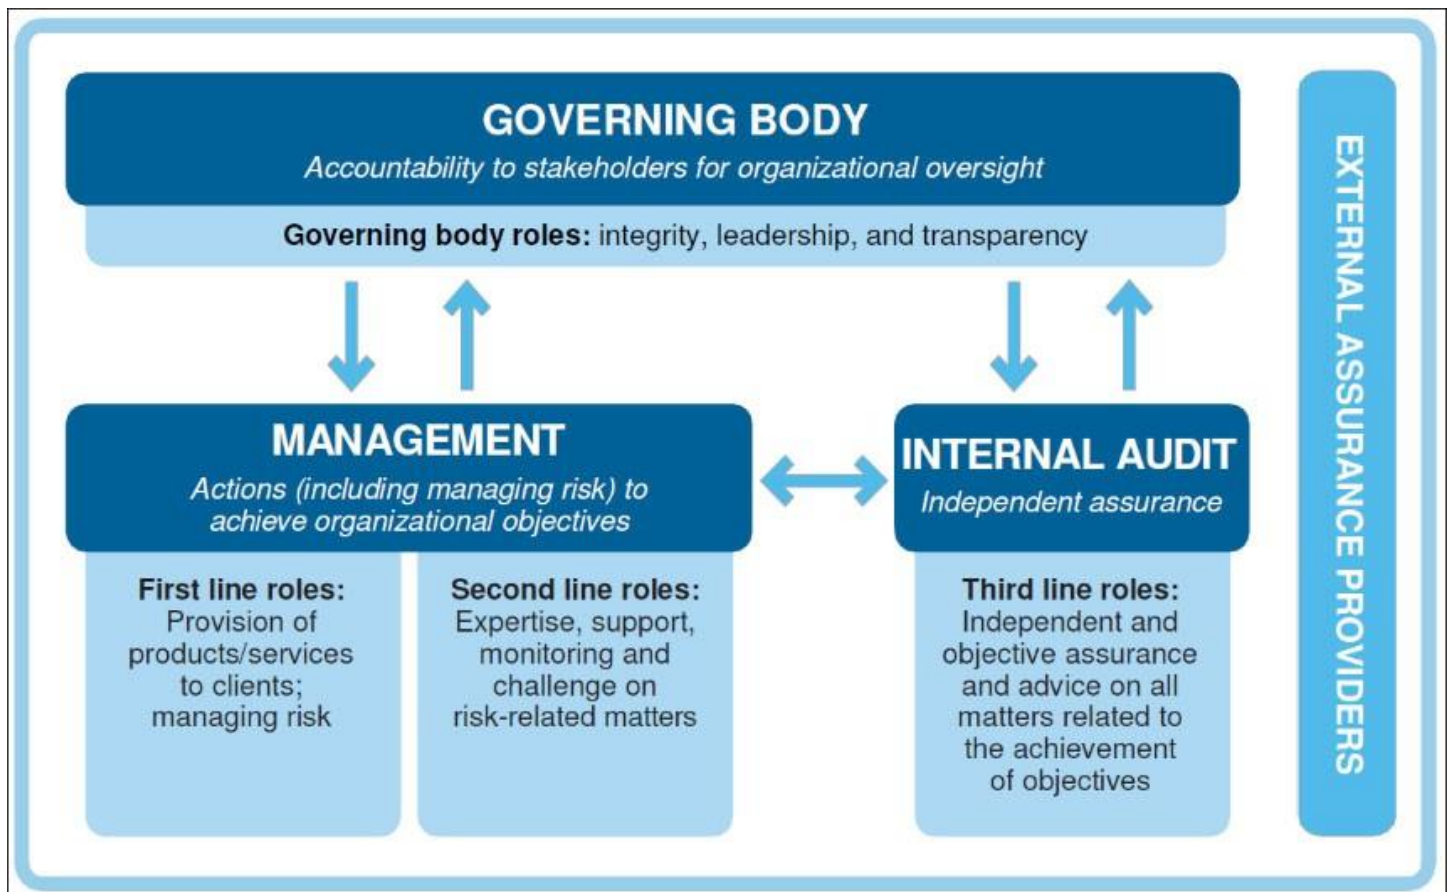 GOVERNING BODY
Accountability to stakeholders for organizational oversight
Governing body roles: integrity, leadership, and transparency
MANAGEMENT
Actions (including managing risk) to
achieve organizational objectives
First line roles:
Provision of
products/services
to clients;
managing risk
Second line roles:
Expertise, support,
monitoring and
challenge on
risk-related matters
INTERNAL AUDIT
Independent assurance
Third line roles:
Independent and
objective assurance
and advice on all
matters related to
the achievement
of objectives
EXTERNAL ASSURANCE PROVIDERS